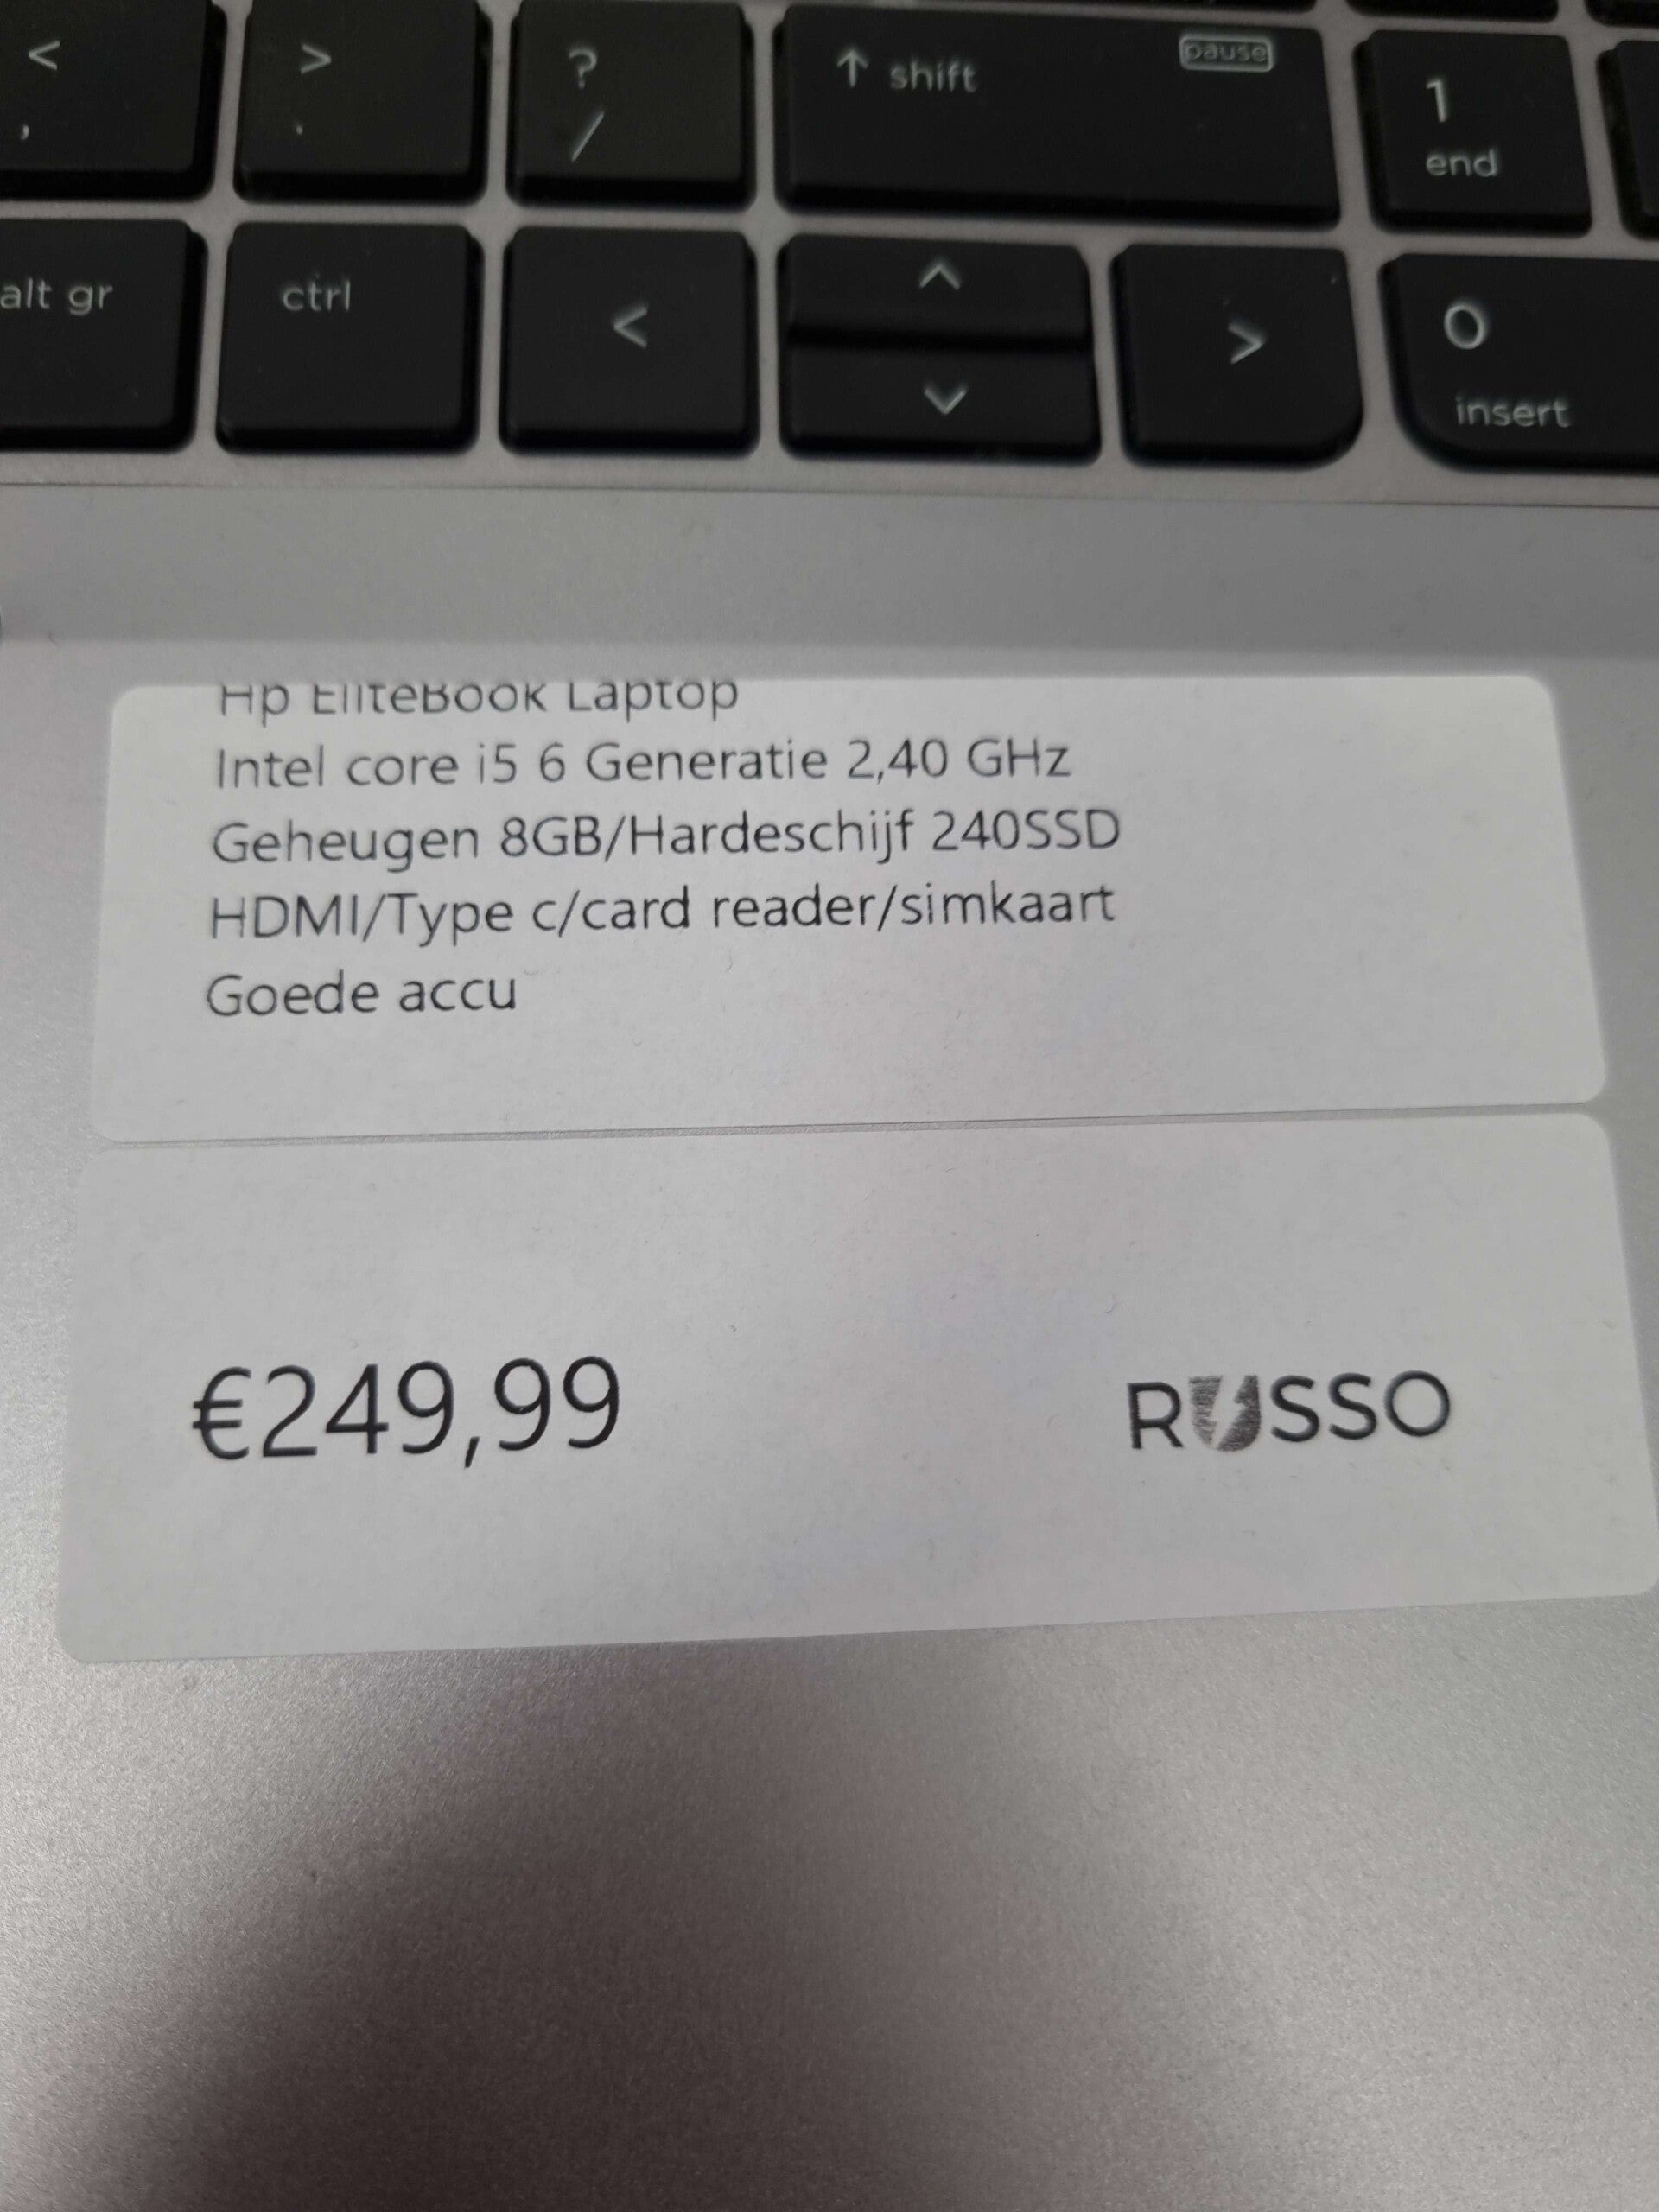 < > ? ↑ shift pause 1
, . / end
alt gr ctrl < ^ > 0
v insert
Hp EliteBook Laptop
Intel core i5 6 Generatie 2,40 GHz
Geheugen 8GB/Hardeschijf 240SSD
HDMI/Type c/card reader/simkaart
Goede accu
€249,99 RUSSO